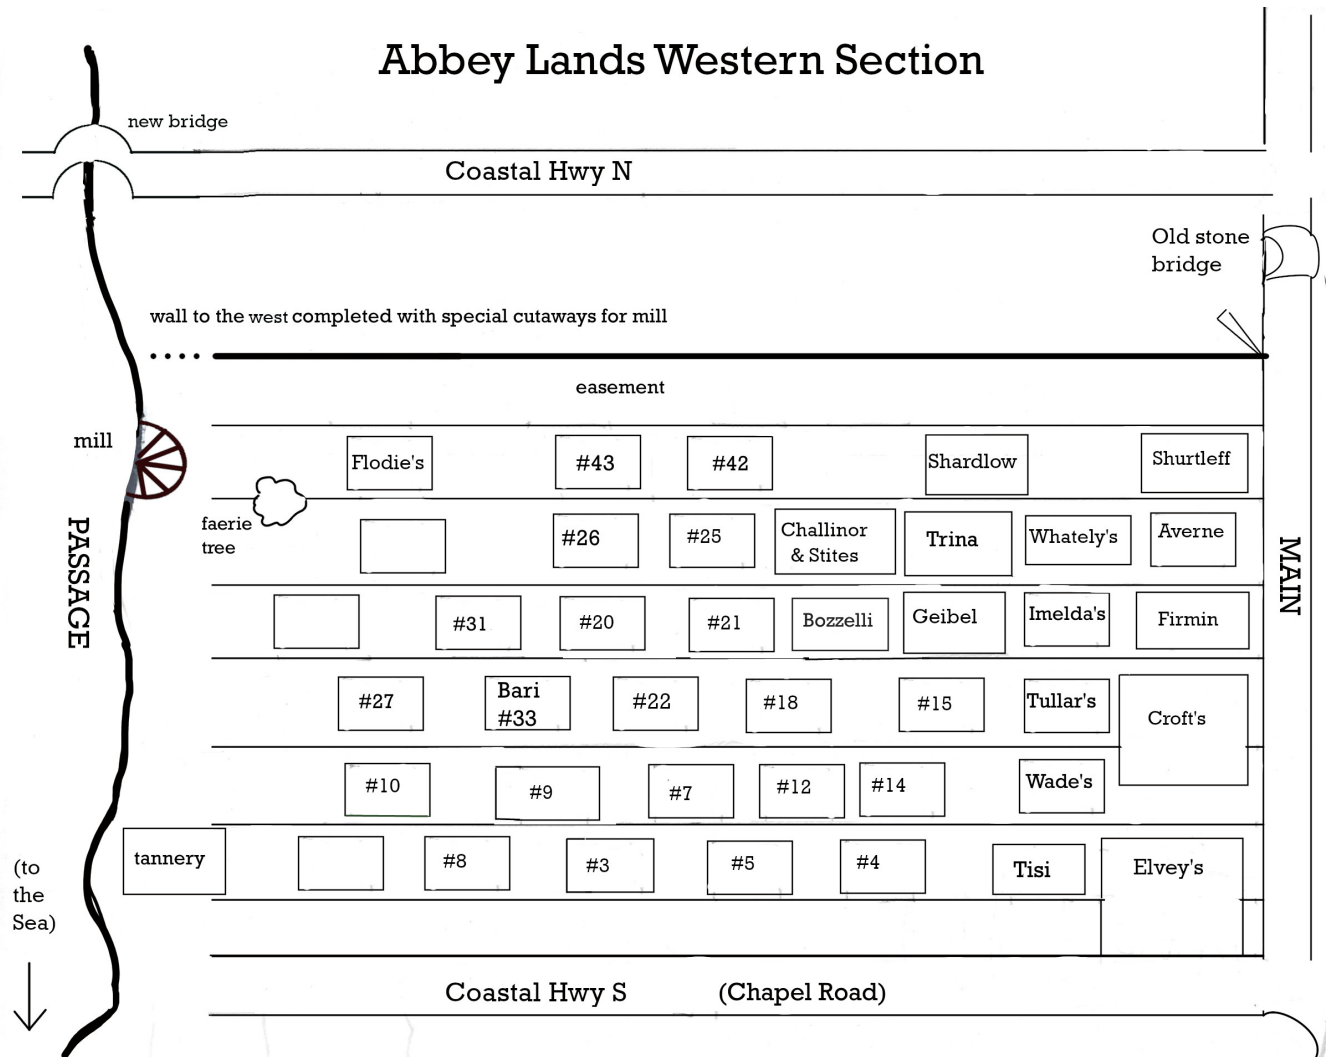 Abbey Lands Western Section
new bridge
Coastal Hwy N
Old stone
bridge
wall to the west completed with special cutaways for mill
easement
mill
Flodie's
#43
#42
Shardlow
Shurtleff
faerie
tree
#26
#25
Challinor
& Stites
Trina
Whately's
Averne
PASSAGE
MAIN
#31
#20
#21
Bozzelli
Geibel
Imelda's
Firmin
#27
Bari
#33
#22
#18
#15
Tullar's
Croft's
#10
#9
#7
#12
#14
Wade's
tannery
#8
#3
#5
#4
Tisi
Elvey's
(to
the
Sea)
Coastal Hwy S (Chapel Road)